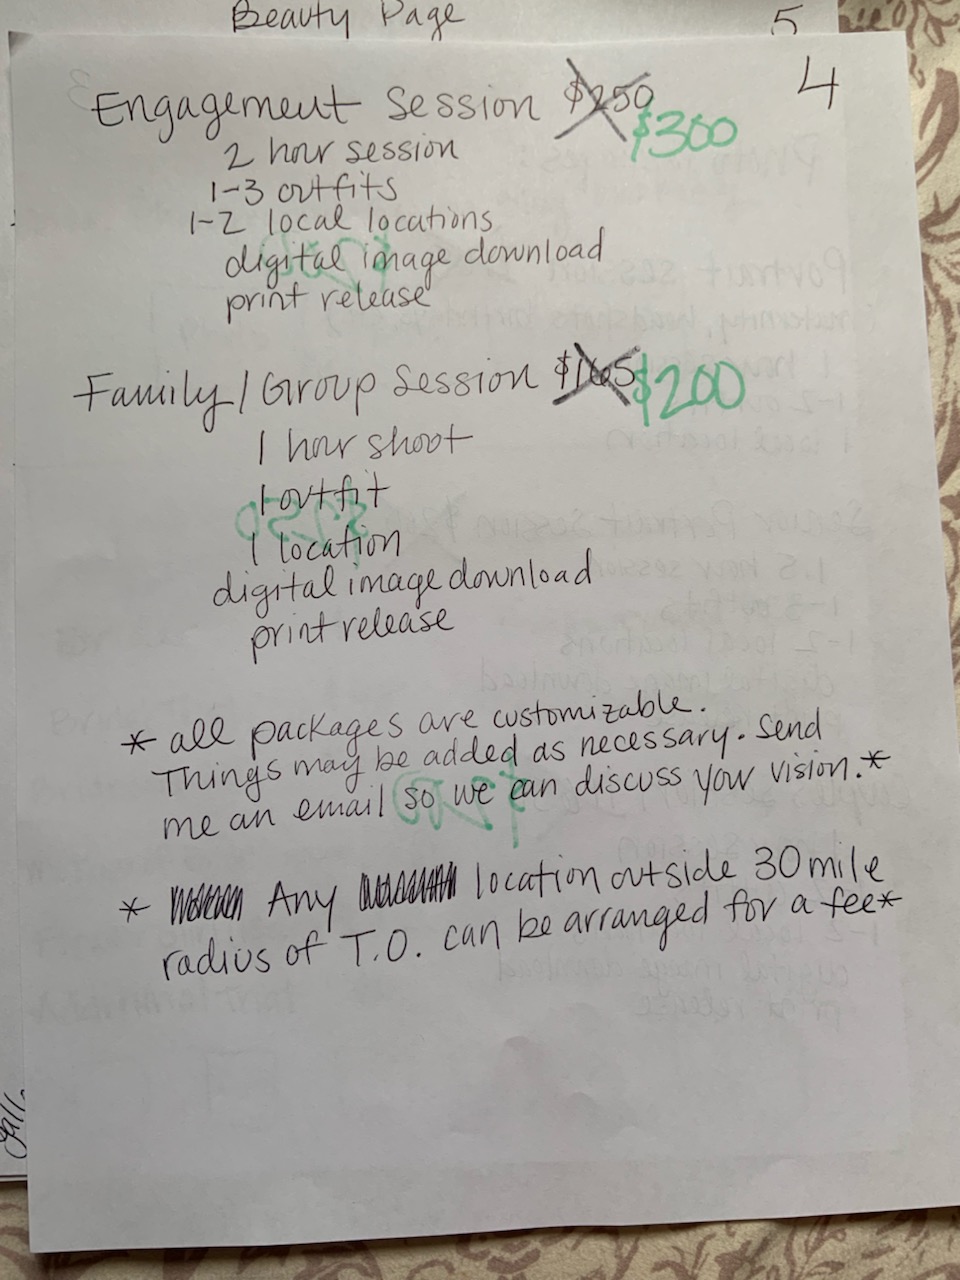 Beauty Page 5
4
Engagement Session $250 $300
2 hour session
1-3 outfits
1-2 local locations
digital image download
print release
Family/Group Session $165 $200
1 hour shoot
1 outfit
1 location
digital image download
print release
* all packages are customizable.
Things may be added as necessary. Send
me an email so we can discuss your vision.*
* Any location outside 30 mile
radius of T.O. can be arranged for a fee*